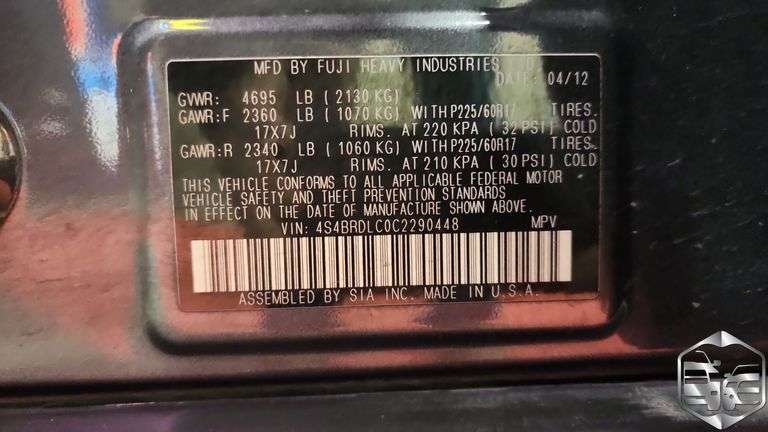 MFD BY FUJI HEAVY INDUSTRIES LTD.
DATE: 04/12
GVWR: 4695 LB ( 2130 KG)
GAWR:F 2360 LB ( 1070 KG) WITH P225/60R17 TIRES.
17X7J RIMS. AT 220 KPA ( 32 PSI) COLD
GAWR:R 2340 LB ( 1060 KG) WITH P225/60R17 TIRES.
17X7J RIMS. AT 210 KPA ( 30 PSI) COLD
THIS VEHICLE CONFORMS TO ALL APPLICABLE FEDERAL MOTOR
VEHICLE SAFETY AND THEFT PREVENTION STANDARDS
IN EFFECT ON THE DATE OF MANUFACTURE SHOWN ABOVE.
VIN: 4S4BRDLC0C2290448 MPV
ASSEMBLED BY SIA INC. MADE IN U.S.A.